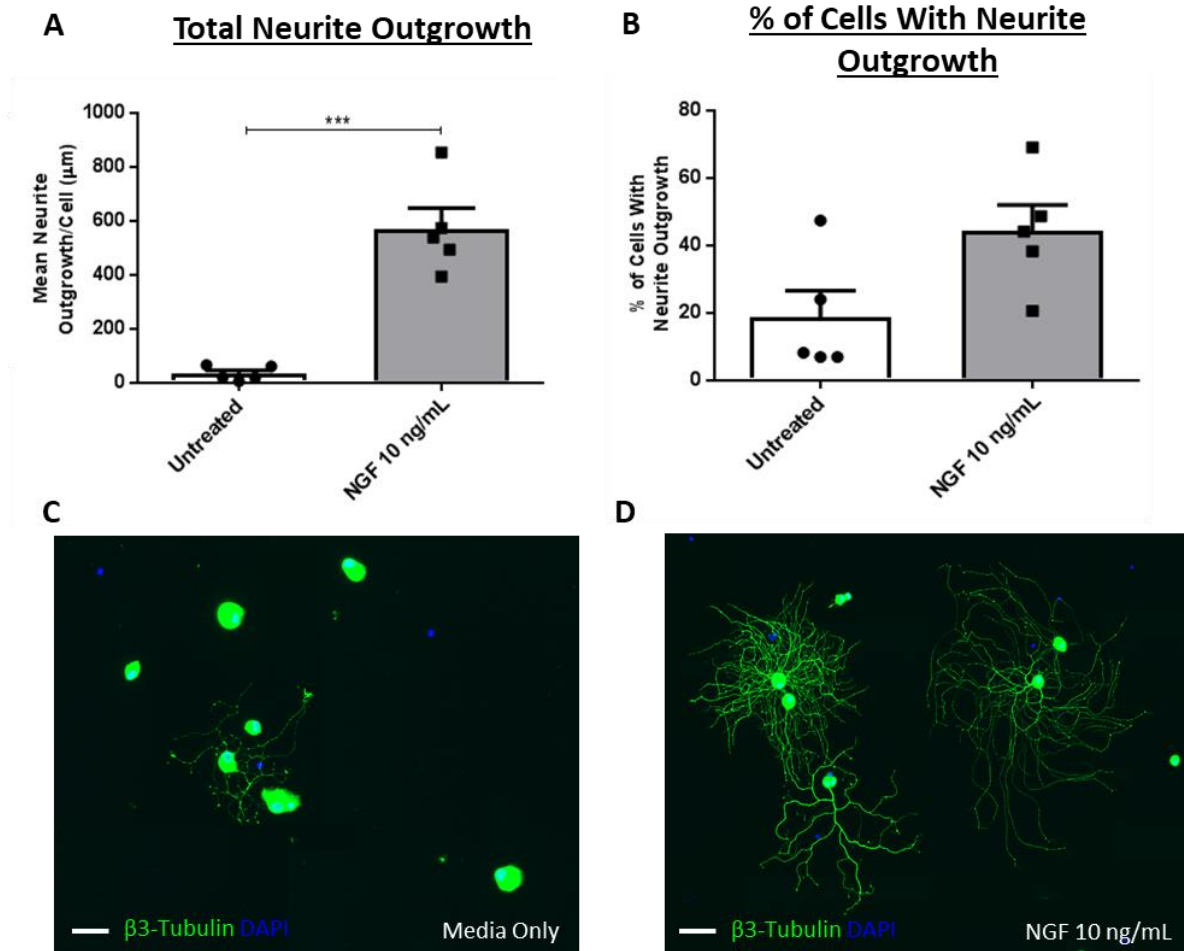 A
Total Neurite Outgrowth
Mean Neurite
Outgrowth/Cell (μm)
1000
800
600
400
200
0
***
Untreated
NGF 10 ng/mL
B
% of Cells With Neurite
Outgrowth
% of Cells With
Neurite Outgrowth
80
60
40
20
0
Untreated
NGF 10 ng/mL
C
β3-Tubulin DAPI
Media Only
D
β3-Tubulin DAPI
NGF 10 ng/mL